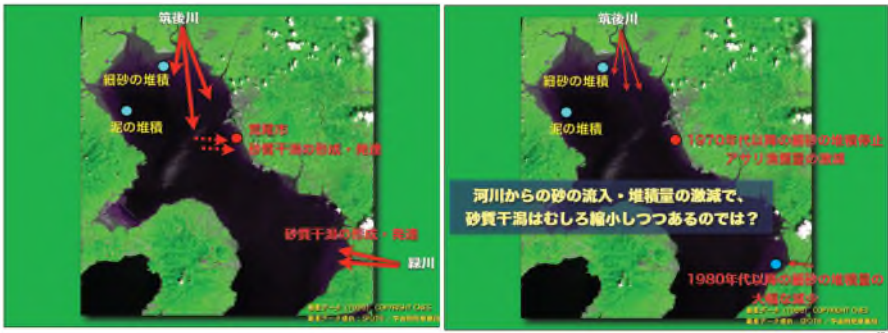 筑後川
細砂の堆積
泥の堆積
荒尾市
砂質干潟の形成・発達
砂質干潟の形成・発達
緑川
COPYRIGHT CNES
筑後川
細砂の堆積
泥の堆積
1970年代以降の細砂の堆積停止
アサリ漁獲量の激減
河川からの砂の流入・堆積量の激減で、
砂質干潟はむしろ縮小しつつあるのでは？
1980年代以降の細砂の堆積量の
大幅な減少
COPYRIGHT CNES